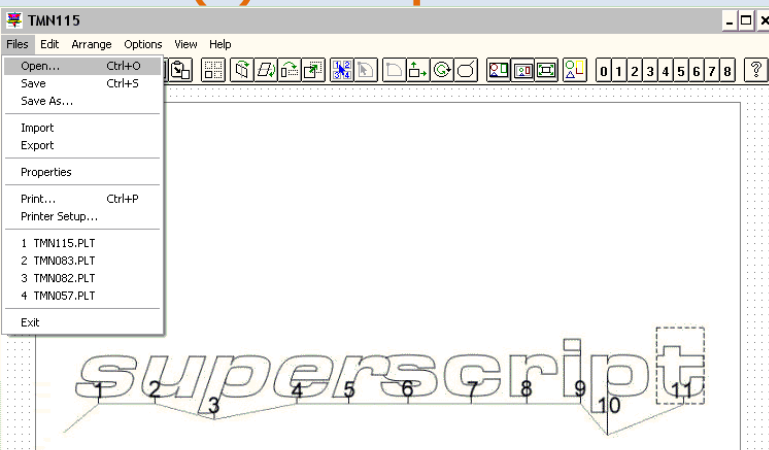 TMN115
Files Edit Arrange Options View Help
Open... Ctrl+O
Save Ctrl+S
Save As...
Import
Export
Properties
Print... Ctrl+P
Printer Setup...
1 TMN115.PLT
2 TMN083.PLT
3 TMN082.PLT
4 TMN057.PLT
Exit
0 1 2 3 4 5 6 7 8 ?
superscript
1 2 3 4 5 6 7 8 9 10 11